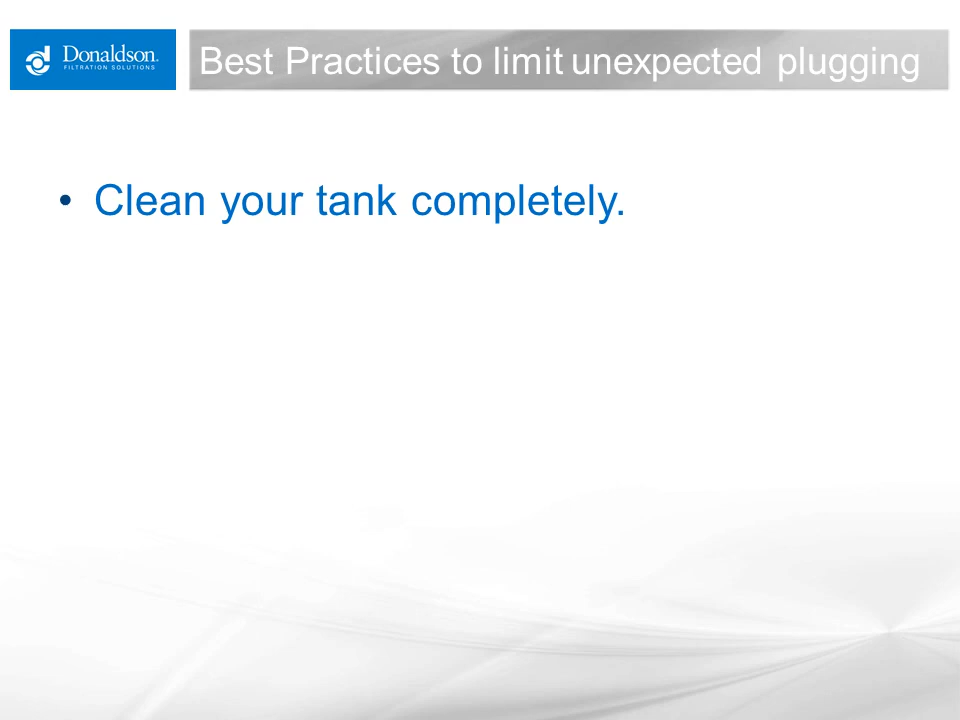 Donaldson.
FILTRATION SOLUTIONS
Best Practices to limit unexpected plugging
• Clean your tank completely.